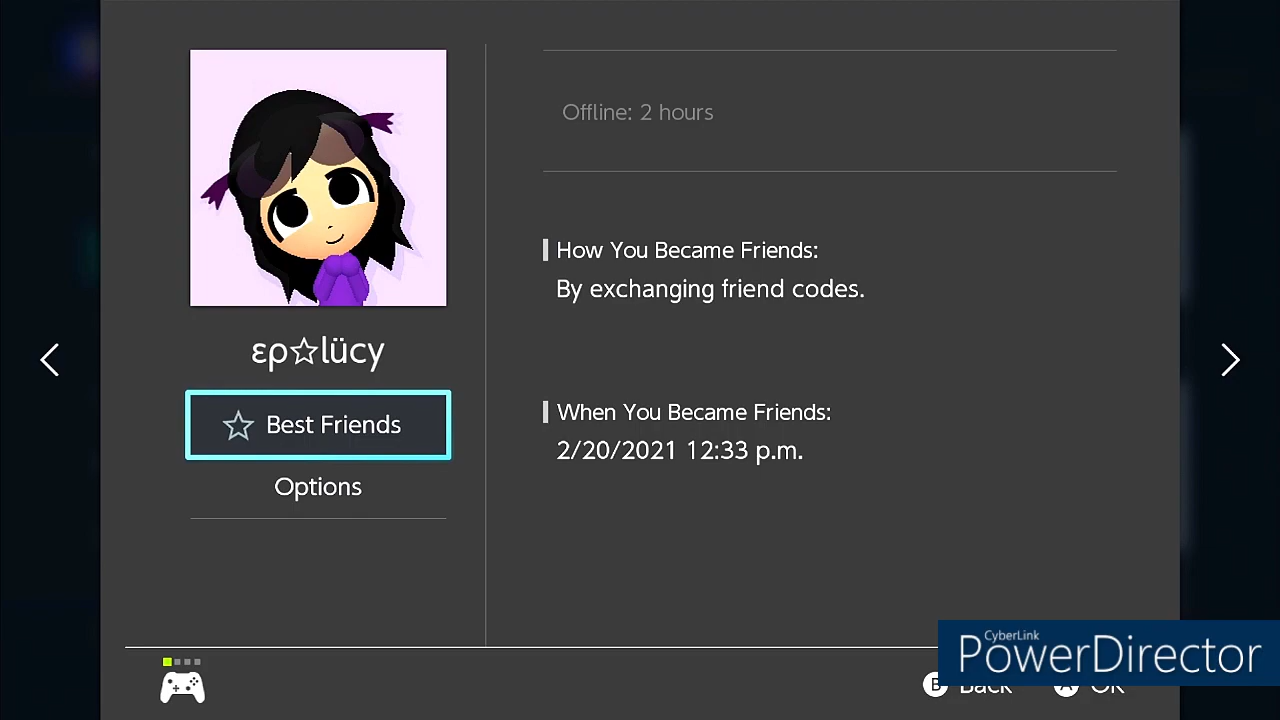 Offline: 2 hours
How You Became Friends:
By exchanging friend codes.
ερ☆lücy
☆ Best Friends
When You Became Friends:
2/20/2021 12:33 p.m.
Options
CyberLink
PowerDirector
B Back A OK